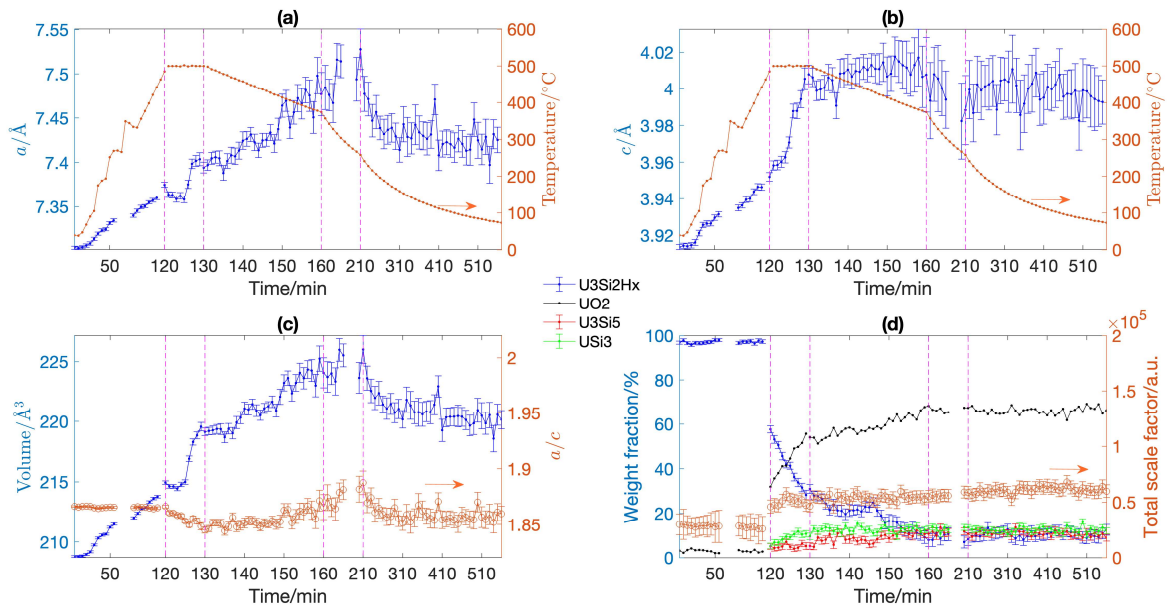 (a)
7.55
7.5
7.45
7.4
7.35
a/Å
600
500
400
300
200
100
0
Temperature/°C
50 120 130 140 150 160 210 310 410 510
Time/min
(b)
4.02
4
3.98
3.96
3.94
3.92
c/Å
600
500
400
300
200
100
0
Temperature/°C
50 120 130 140 150 160 210 310 410 510
Time/min
U3Si2Hx
UO2
U3Si5
USi3
(c)
225
220
215
210
Volume/Å³
2
1.95
1.9
1.85
a/c
50 120 130 140 150 160 210 310 410 510
Time/min
(d)
100
80
60
40
20
0
Weight fraction/%
×10⁵
2
1.5
1
0.5
0
Total scale factor/a.u.
50 120 130 140 150 160 210 310 410 510
Time/min